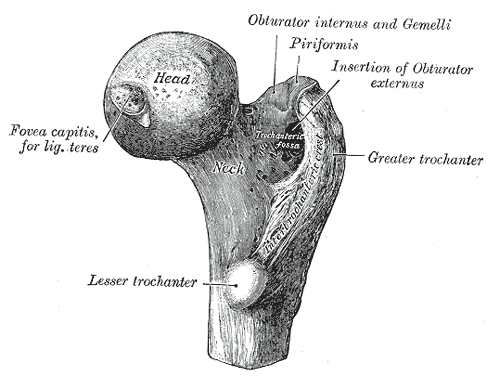 Obturator internus and Gemelli
Piriformis
Insertion of Obturator
externus
Head
Trochanteric
fossa
Fovea capitis,
for lig. teres
Neck
Greater trochanter
Intertrochanteric crest
Lesser trochanter